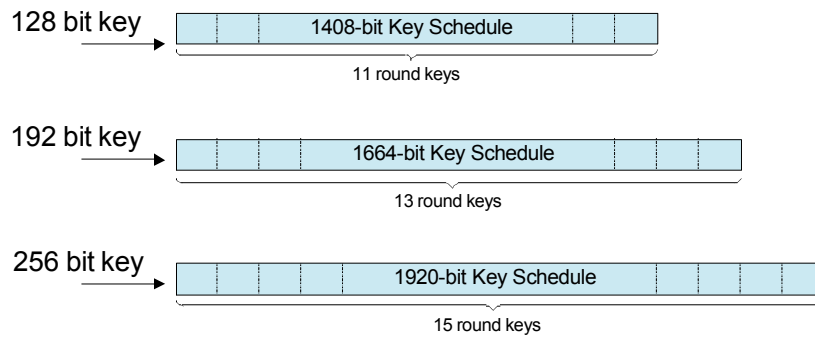 128 bit key
1408-bit Key Schedule
11 round keys
192 bit key
1664-bit Key Schedule
13 round keys
256 bit key
1920-bit Key Schedule
15 round keys